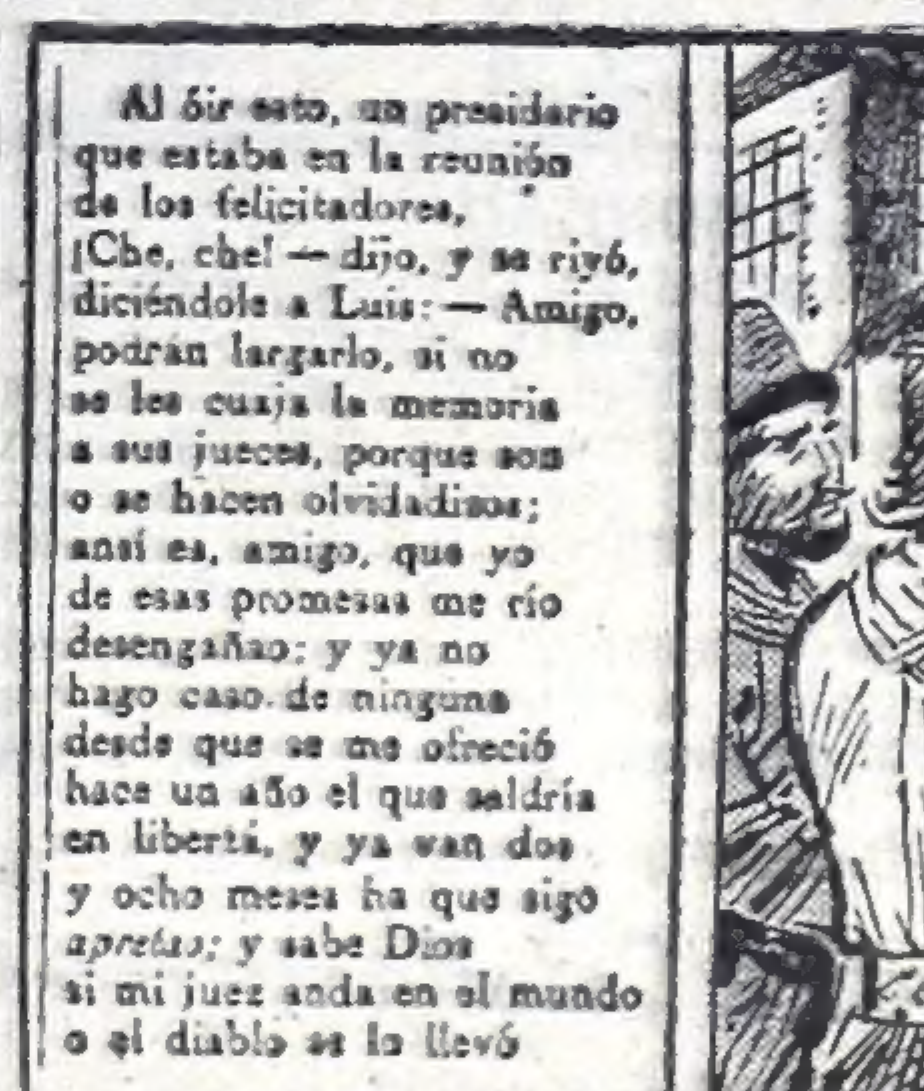 Al óir esto, un presidario
que estaba en la reunión
de los felicitadores,
¡Che, che! — dijo, y se riyó,
diciéndole a Luis: — Amigo,
podrán largarlo, si no
se les cuaja la memoria
a sus jueces, porque son
o se hacen olvidadisos;
ansí es, amigo, que yo
de esas promesas me río
desengañao; y ya no
hago caso de ninguna
desde que se me ofreció
hace un año el que saldría
en libertá, y ya van dos
y ocho meses ha que sigo
apretao; y sabe Dios
si mi juez anda en el mundo
o el diablo se lo llevó